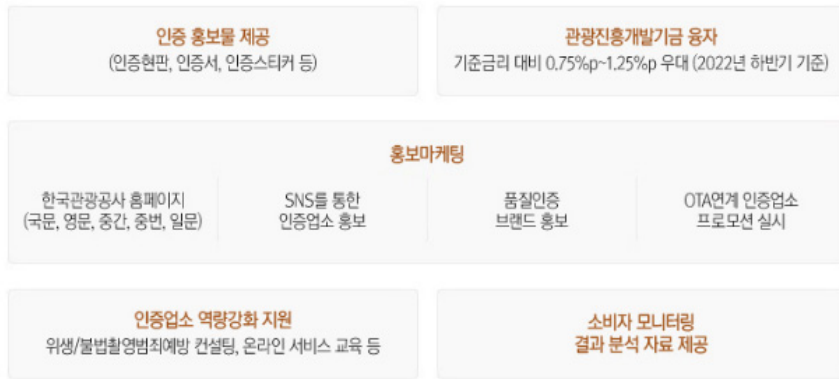 인증 홍보물 제공
(인증현판, 인증서, 인증스티커 등)
관광진흥개발기금 융자
기준금리 대비 0.75%p~1.25%p 우대 (2022년 하반기 기준)
홍보마케팅
한국관광공사 홈페이지
(국문, 영문, 중간, 중번, 일문)
SNS를 통한
인증업소 홍보
품질인증
브랜드 홍보
OTA연계 인증업소
프로모션 실시
인증업소 역량강화 지원
위생/불법촬영범죄예방 컨설팅, 온라인 서비스 교육 등
소비자 모니터링
결과 분석 자료 제공